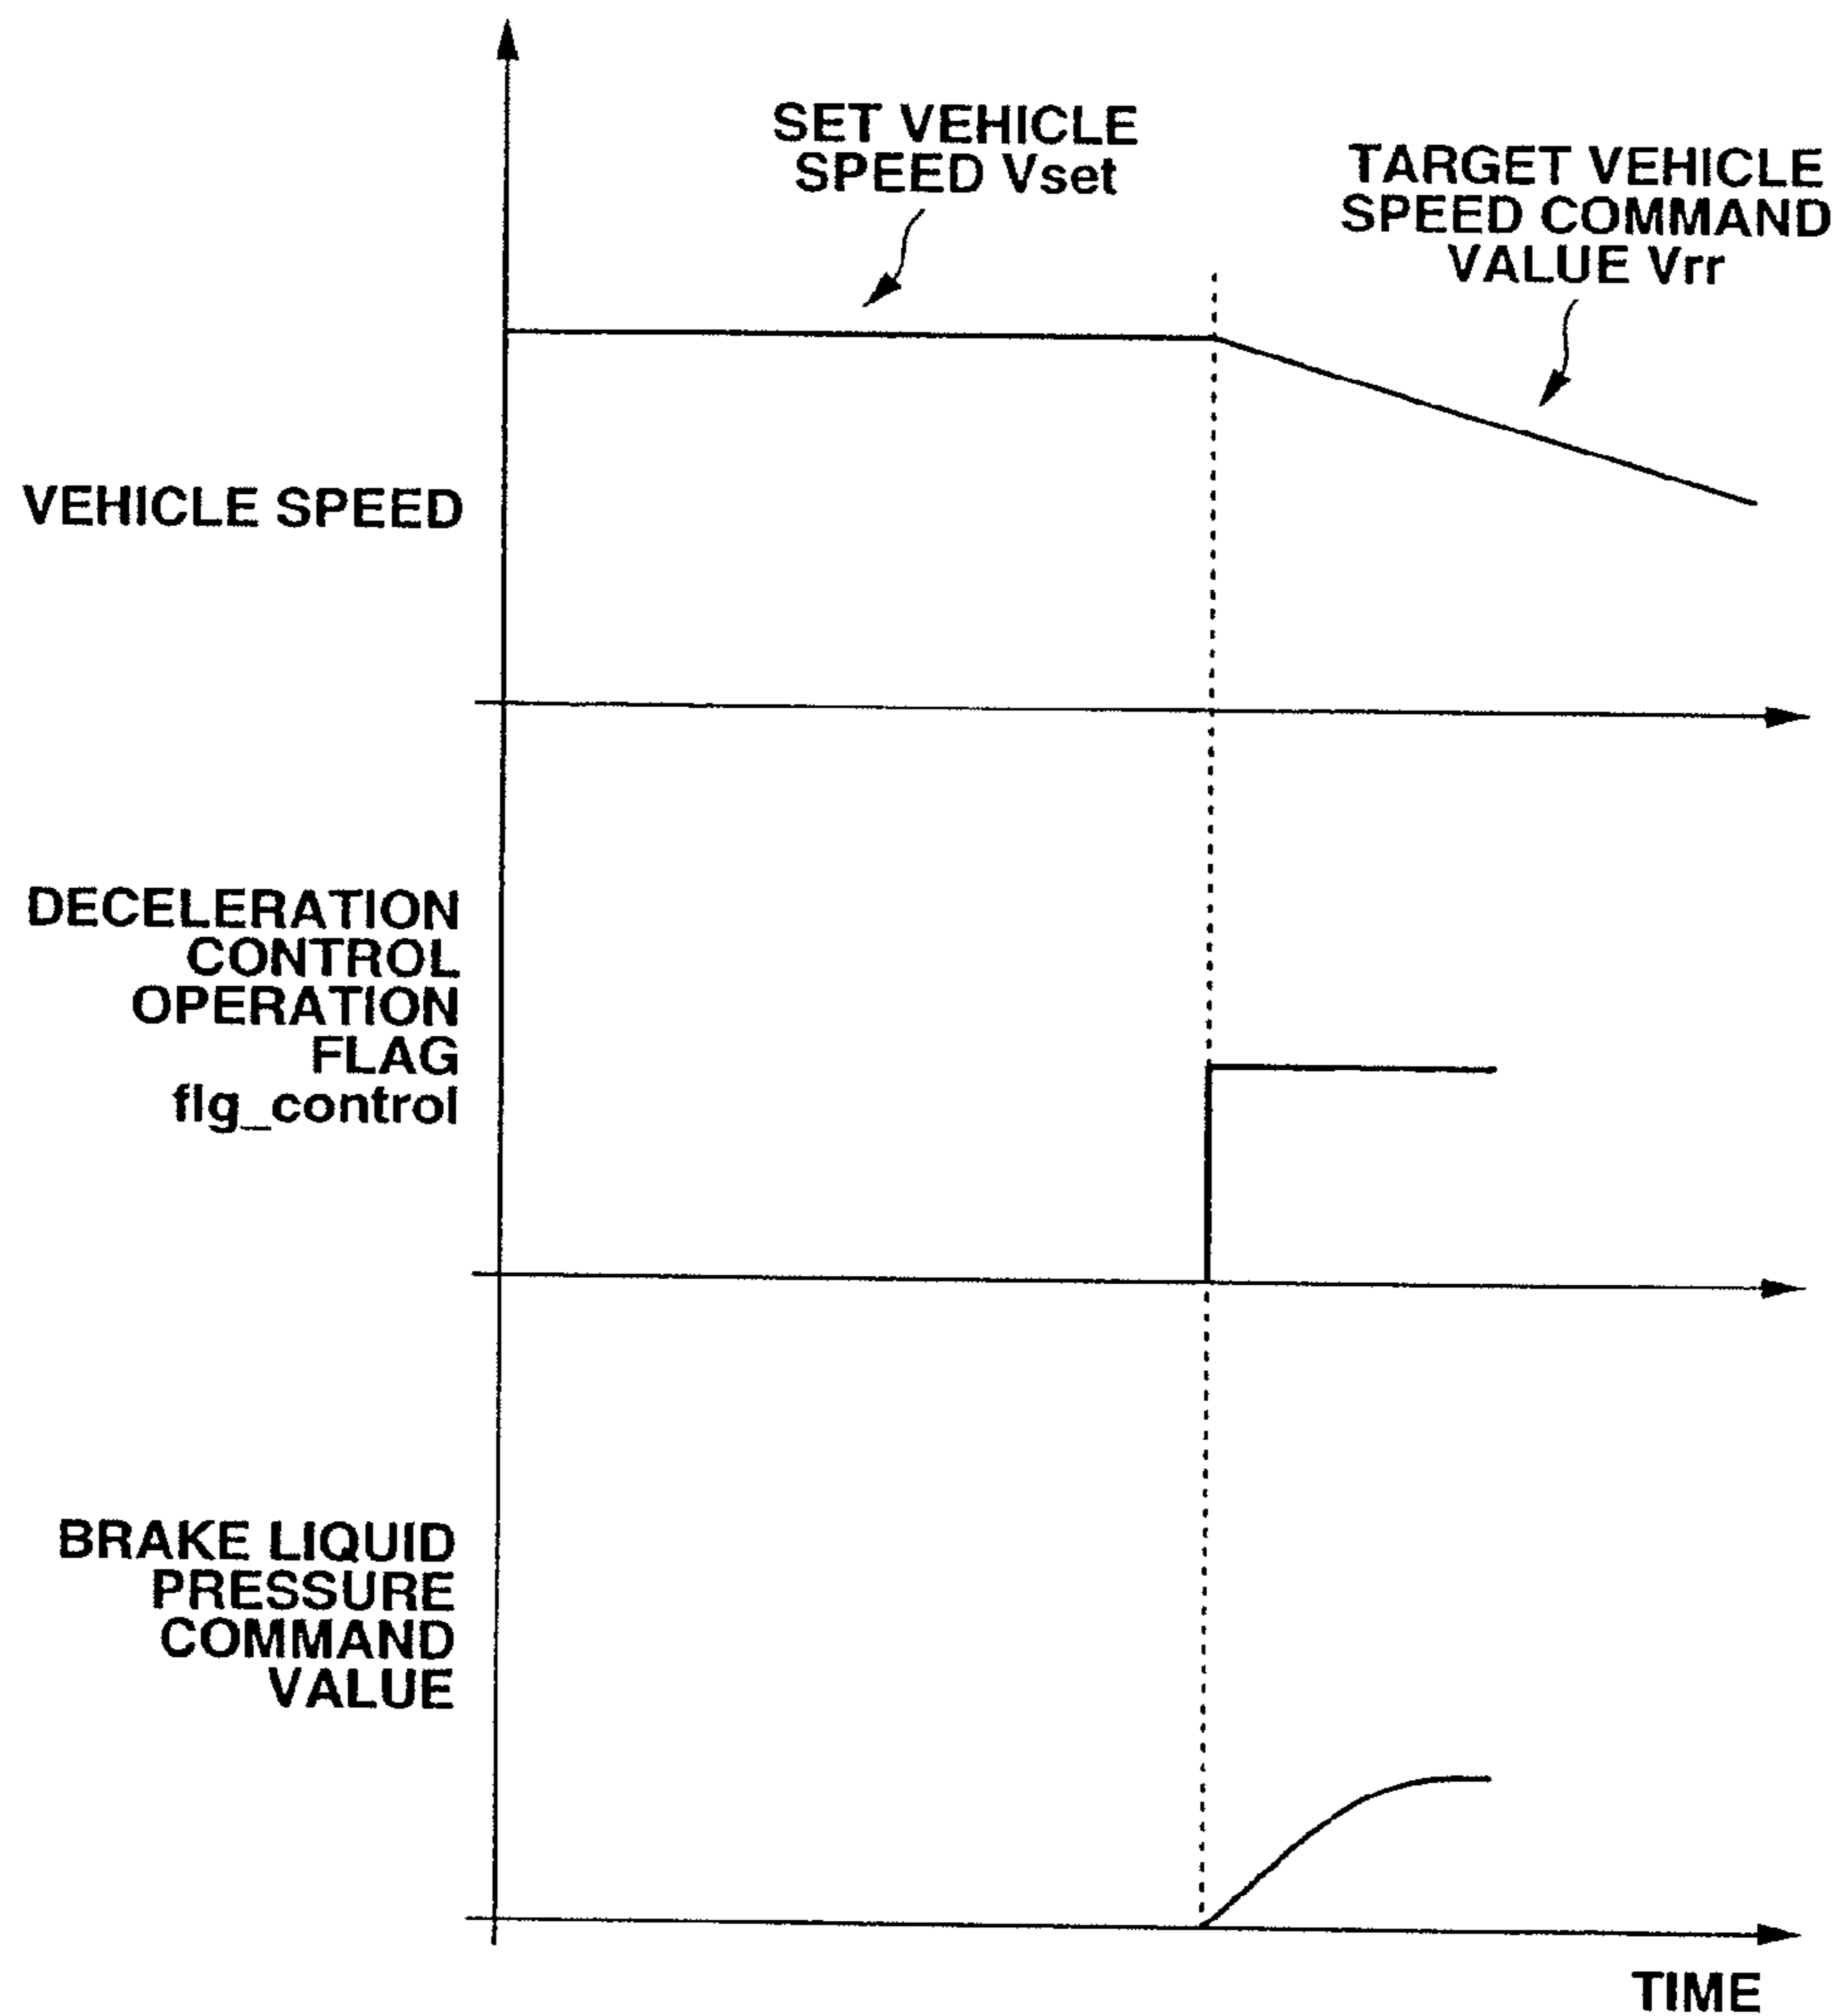 SET VEHICLE
SPEED Vset
TARGET VEHICLE
SPEED COMMAND
VALUE Vrr
VEHICLE SPEED
DECELERATION
CONTROL
OPERATION
FLAG
flg_control
BRAKE LIQUID
PRESSURE
COMMAND
VALUE
TIME